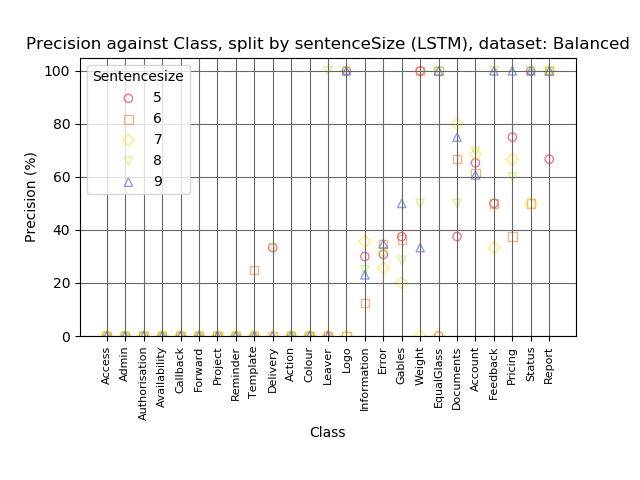 Precision against Class, split by sentenceSize (LSTM), dataset: Balanced
Precision (%)
100
80
60
40
20
0
Sentencesize
5
6
7
8
9
Access
Admin
Authorisation
Availability
Callback
Forward
Project
Reminder
Template
Delivery
Action
Colour
Leaver
Logo
Information
Error
Gables
Weight
EqualGlass
Documents
Account
Feedback
Pricing
Status
Report
Class